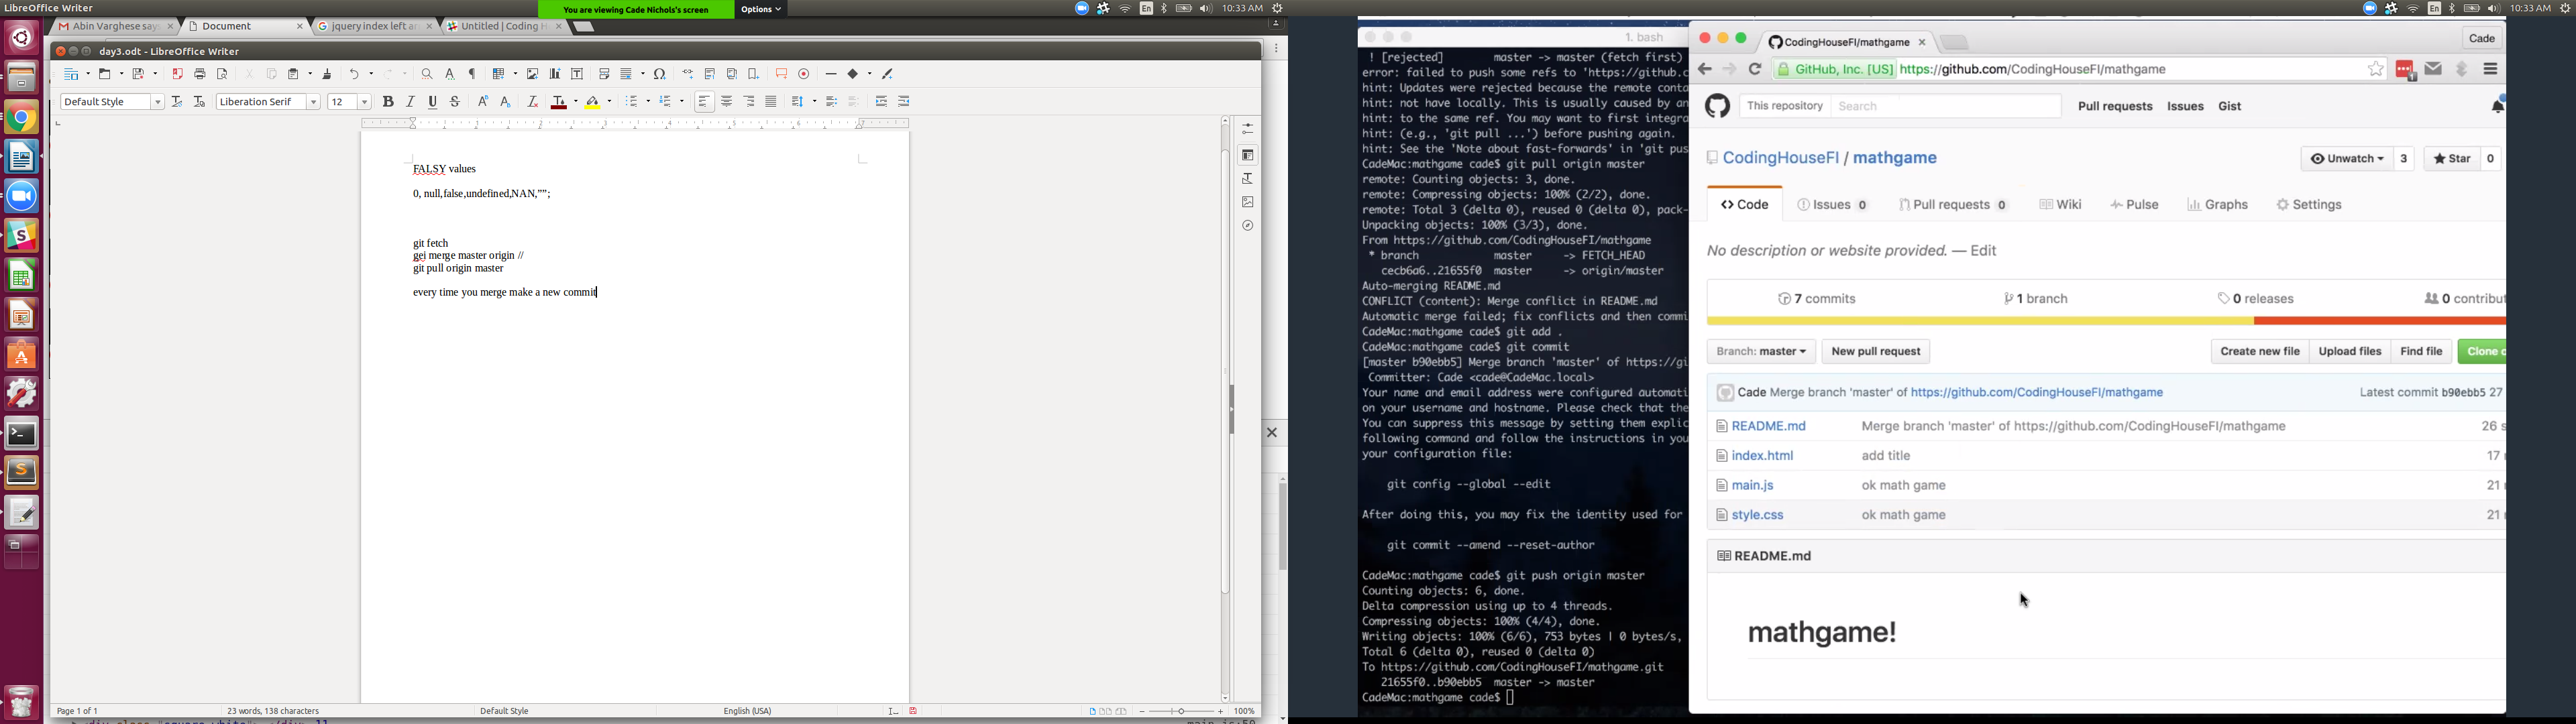 LibreOffice Writer
You are viewing Cade Nichols's screen
Options
En
10:33 AM
En
10:33 AM
Abin Varghese say
Document
jquery index left an
Untitled | Coding H
day3.odt - LibreOffice Writer
Default Style
Liberation Serif
12
FALSY values
0, null,false,undefined,NAN,"";
git fetch
gei merge master origin //
git pull origin master
every time you merge make a new commit
Page 1 of 1
23 words, 138 characters
Default Style
English (USA)
100%
1. bash
! [rejected] master -> master (fetch first)
error: failed to push some refs to 'https://github.c
hint: Updates were rejected because the remote conta
hint: not have locally. This is usually caused by an
hint: to the same ref. You may want to first integra
hint: (e.g., 'git pull ...') before pushing again.
hint: See the 'Note about fast-forwards' in 'git pus
CadeMac:mathgame cade$ git pull origin master
remote: Counting objects: 3, done.
remote: Compressing objects: 100% (2/2), done.
remote: Total 3 (delta 0), reused 0 (delta 0), pack-
Unpacking objects: 100% (3/3), done.
From https://github.com/CodingHouseFI/mathgame
* branch master -> FETCH_HEAD
cecb6a6..21655f0 master -> origin/master
Auto-merging README.md
CONFLICT (content): Merge conflict in README.md
Automatic merge failed; fix conflicts and then commi
CadeMac:mathgame cade$ git add .
CadeMac:mathgame cade$ git commit
[master b90ebb5] Merge branch 'master' of https://gi
Committer: Cade <cade@CadeMac.local>
Your name and email address were configured automati
on your username and hostname. Please check that the
You can suppress this message by setting them explic
following command and follow the instructions in you
your configuration file:
git config --global --edit
After doing this, you may fix the identity used for
git commit --amend --reset-author
CadeMac:mathgame cade$ git push origin master
Counting objects: 6, done.
Delta compression using up to 4 threads.
Compressing objects: 100% (4/4), done.
Writing objects: 100% (6/6), 753 bytes | 0 bytes/s,
Total 6 (delta 0), reused 0 (delta 0)
To https://github.com/CodingHouseFI/mathgame.git
21655f0..b90ebb5 master -> master
CadeMac:mathgame cade$
CodingHouseFI/mathgame
Cade
GitHub, Inc. [US] https://github.com/CodingHouseFI/mathgame
This repository Search
Pull requests Issues Gist
CodingHouseFI / mathgame
Unwatch 3
Star 0
Code
Issues 0
Pull requests 0
Wiki
Pulse
Graphs
Settings
No description or website provided. — Edit
7 commits
1 branch
0 releases
0 contribut
Branch: master
New pull request
Create new file
Upload files
Find file
Clone o
Cade Merge branch 'master' of https://github.com/CodingHouseFI/mathgame
Latest commit b90ebb5 27
README.md Merge branch 'master' of https://github.com/CodingHouseFI/mathgame 26 s
index.html add title 17
main.js ok math game 21
style.css ok math game 21
README.md
mathgame!